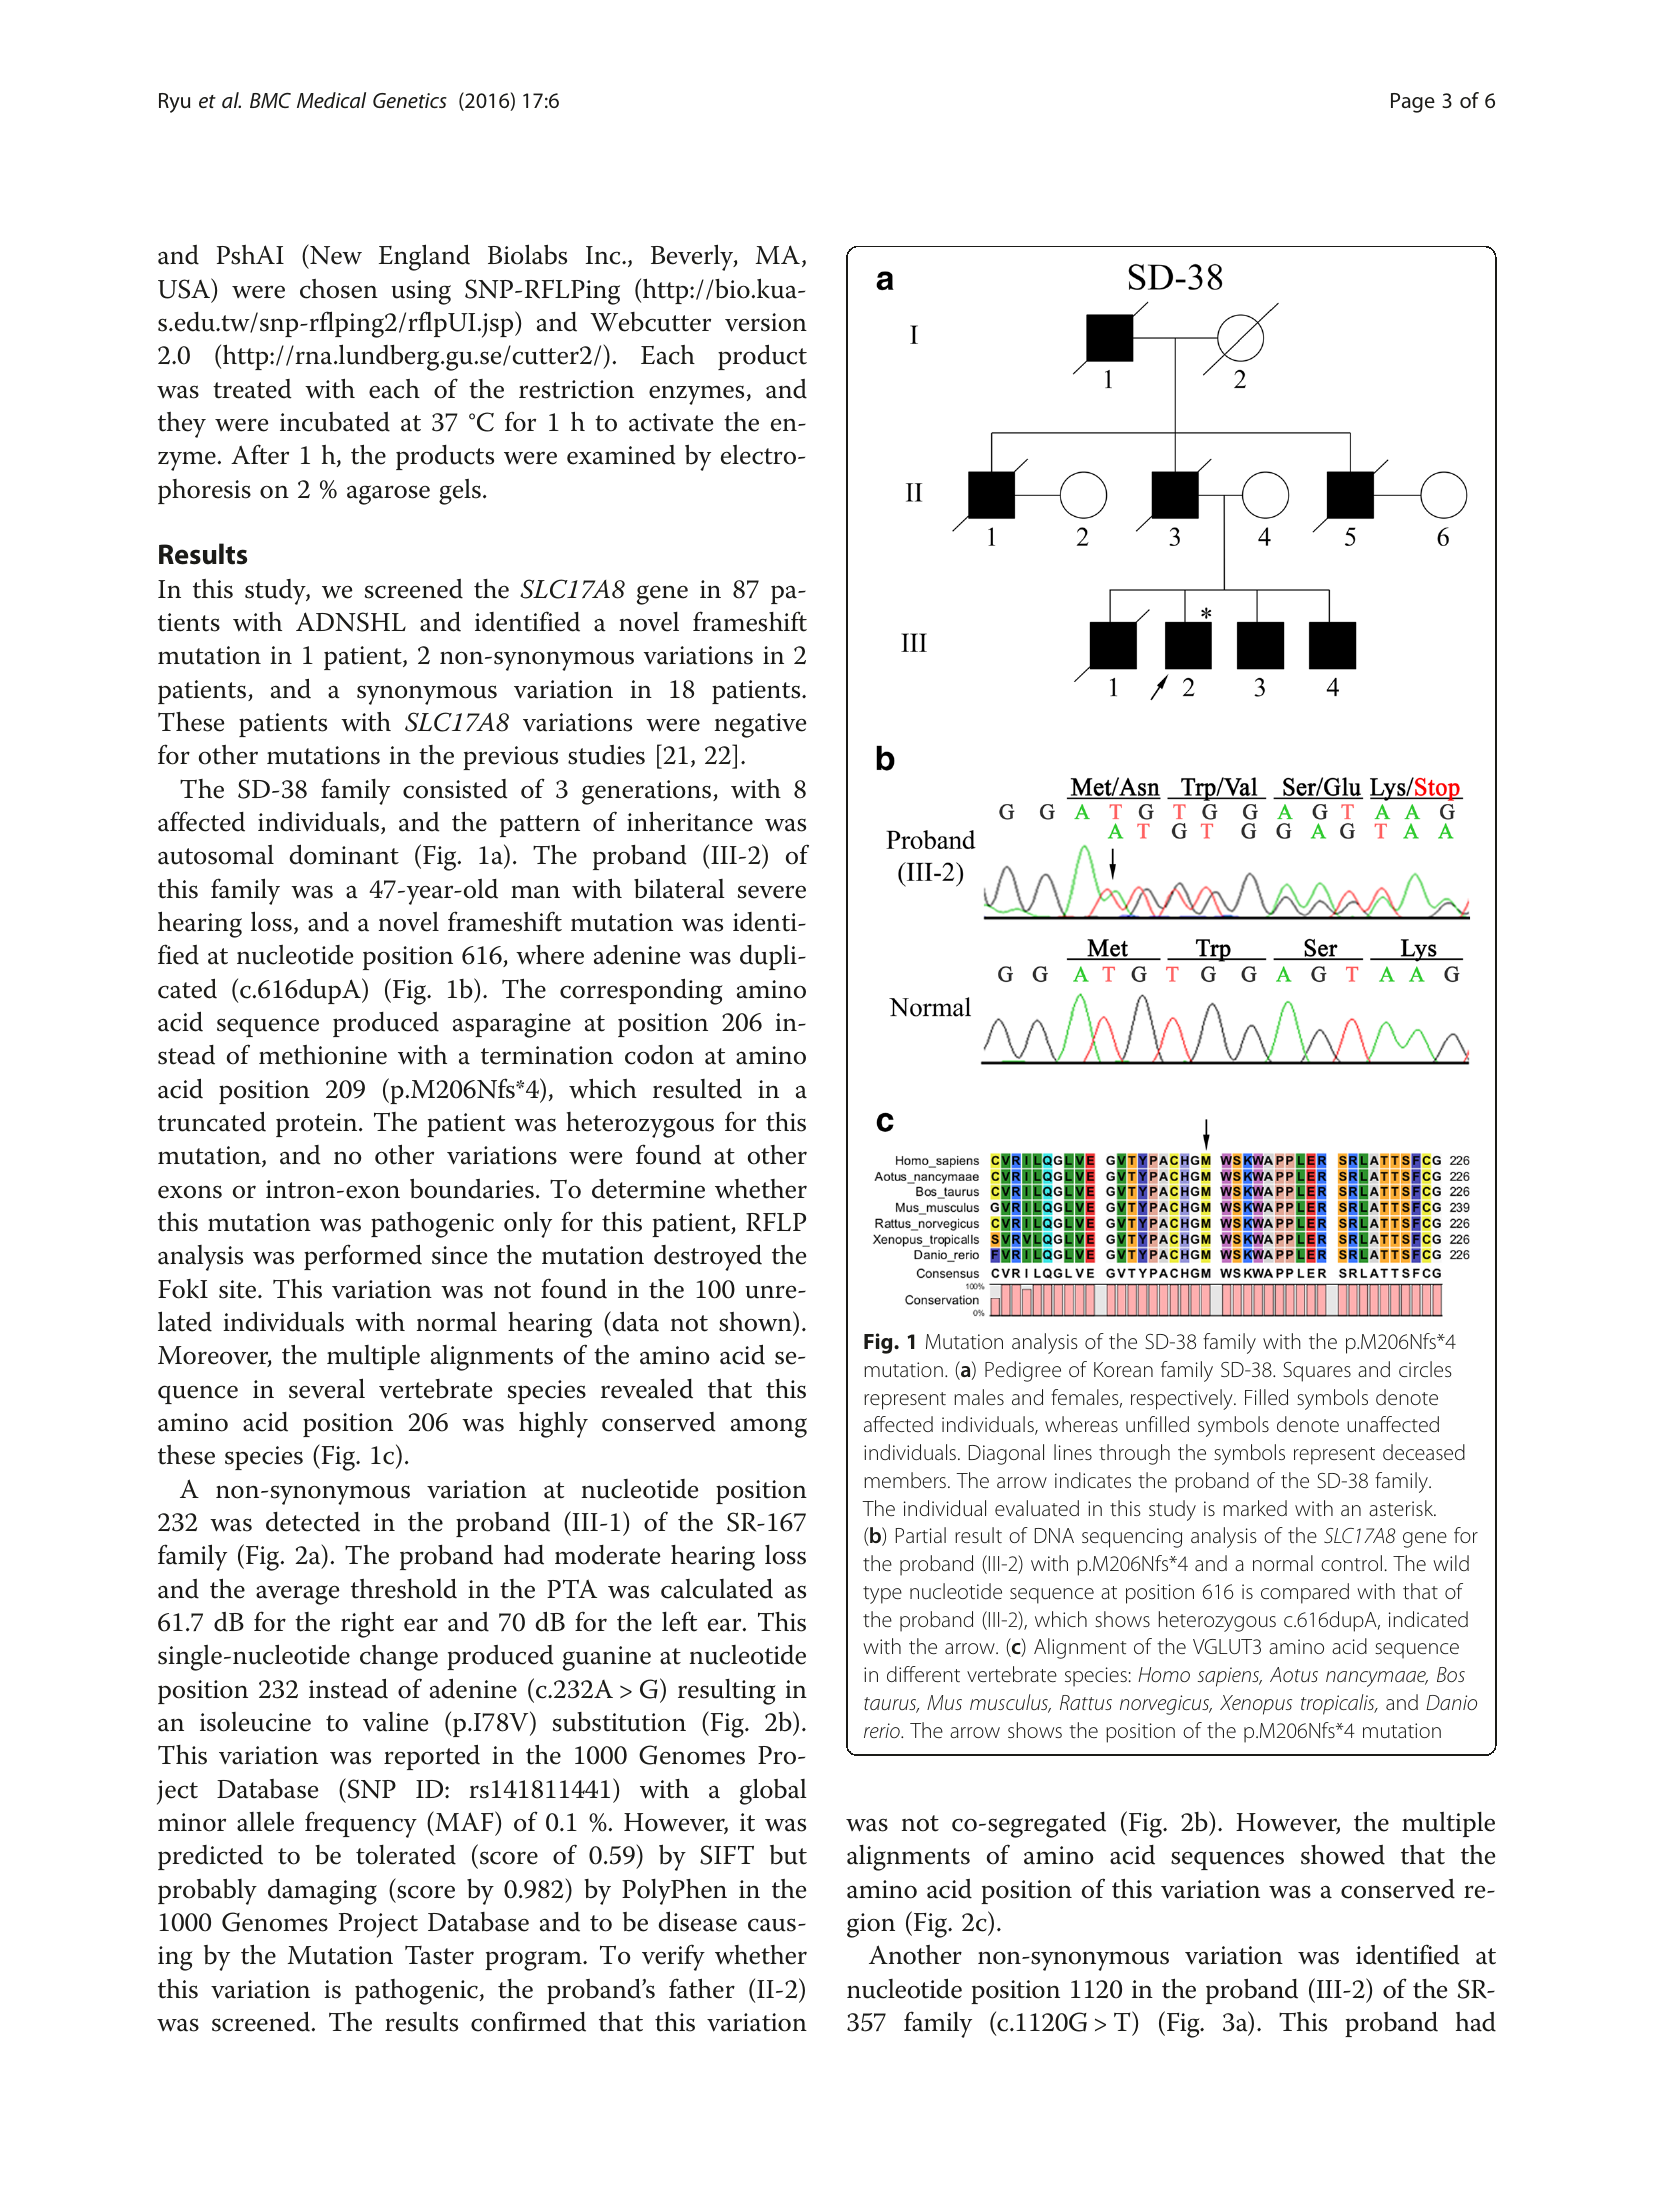 Ryu et al. BMC Medical Genetics (2016) 17:6
Page 3 of 6
and PshAI (New England Biolabs Inc., Beverly, MA,
USA) were chosen using SNP-RFLPing (http://bio.kua-
s.edu.tw/snp-rflping2/rflpUI.jsp) and Webcutter version
2.0 (http://rna.lundberg.gu.se/cutter2/). Each product
was treated with each of the restriction enzymes, and
they were incubated at 37 °C for 1 h to activate the en-
zyme. After 1 h, the products were examined by electro-
phoresis on 2 % agarose gels.
Results
In this study, we screened the SLC17A8 gene in 87 pa-
tients with ADNSHL and identified a novel frameshift
mutation in 1 patient, 2 non-synonymous variations in 2
patients, and a synonymous variation in 18 patients.
These patients with SLC17A8 variations were negative
for other mutations in the previous studies [21, 22].
The SD-38 family consisted of 3 generations, with 8
affected individuals, and the pattern of inheritance was
autosomal dominant (Fig. 1a). The proband (III-2) of
this family was a 47-year-old man with bilateral severe
hearing loss, and a novel frameshift mutation was identi-
fied at nucleotide position 616, where adenine was dupli-
cated (c.616dupA) (Fig. 1b). The corresponding amino
acid sequence produced asparagine at position 206 in-
stead of methionine with a termination codon at amino
acid position 209 (p.M206Nfs*4), which resulted in a
truncated protein. The patient was heterozygous for this
mutation, and no other variations were found at other
exons or intron-exon boundaries. To determine whether
this mutation was pathogenic only for this patient, RFLP
analysis was performed since the mutation destroyed the
FokI site. This variation was not found in the 100 unre-
lated individuals with normal hearing (data not shown).
Moreover, the multiple alignments of the amino acid se-
quence in several vertebrate species revealed that this
amino acid position 206 was highly conserved among
these species (Fig. 1c).
A non-synonymous variation at nucleotide position
232 was detected in the proband (III-1) of the SR-167
family (Fig. 2a). The proband had moderate hearing loss
and the average threshold in the PTA was calculated as
61.7 dB for the right ear and 70 dB for the left ear. This
single-nucleotide change produced guanine at nucleotide
position 232 instead of adenine (c.232A > G) resulting in
an isoleucine to valine (p.I78V) substitution (Fig. 2b).
This variation was reported in the 1000 Genomes Pro-
ject Database (SNP ID: rs141811441) with a global
minor allele frequency (MAF) of 0.1 %. However, it was
predicted to be tolerated (score of 0.59) by SIFT but
probably damaging (score by 0.982) by PolyPhen in the
1000 Genomes Project Database and to be disease caus-
ing by the Mutation Taster program. To verify whether
this variation is pathogenic, the proband's father (II-2)
was screened. The results confirmed that this variation
a
SD-38
I
1 2
II
1 2 3 4 5 6
III
*
1 2 3 4
b
Met/Asn Trp/Val Ser/Glu Lys/Stop
G G A T G T G G A G T A A G
A T G T G G A G T A A
Proband
(III-2)
Met Trp Ser Lys
G G A T G T G G A G T A A G
Normal
c
Homo_sapiens CVRILQGLVE GVTYPACHGM WSKWAPPLER SRLATTSFCG 226
Aotus_nancymaae CVRILQGLVE GVTYPACHGM WSKWAPPLER SRLATTSFCG 226
Bos_taurus CVRILQGLVE GVTYPACHGM WSKWAPPLER SRLATTSFCG 226
Mus_musculus GVRILQGLVE GVTYPACHGM WSKWAPPLER SRLATTSFCG 239
Rattus_norvegicus CVRILQGLVE GVTYPACHGM WSKWAPPLER SRLATTSFCG 226
Xenopus_tropicalls SVRVLQGLVE GVTYPACHGM WSKWAPPLER SRLATTSFCG 226
Danio_rerio FVRILQGLVE GVTYPACHGM WSKWAPPLER SRLATTSFCG 226
Consensus CVRILQGLVE GVTYPACHGM WSKWAPPLER SRLATTSFCG
100%
Conservation
0%
Fig. 1 Mutation analysis of the SD-38 family with the p.M206Nfs*4
mutation. (a) Pedigree of Korean family SD-38. Squares and circles
represent males and females, respectively. Filled symbols denote
affected individuals, whereas unfilled symbols denote unaffected
individuals. Diagonal lines through the symbols represent deceased
members. The arrow indicates the proband of the SD-38 family.
The individual evaluated in this study is marked with an asterisk.
(b) Partial result of DNA sequencing analysis of the SLC17A8 gene for
the proband (III-2) with p.M206Nfs*4 and a normal control. The wild
type nucleotide sequence at position 616 is compared with that of
the proband (III-2), which shows heterozygous c.616dupA, indicated
with the arrow. (c) Alignment of the VGLUT3 amino acid sequence
in different vertebrate species: Homo sapiens, Aotus nancymaae, Bos
taurus, Mus musculus, Rattus norvegicus, Xenopus tropicalis, and Danio
rerio. The arrow shows the position of the p.M206Nfs*4 mutation
was not co-segregated (Fig. 2b). However, the multiple
alignments of amino acid sequences showed that the
amino acid position of this variation was a conserved re-
gion (Fig. 2c).
Another non-synonymous variation was identified at
nucleotide position 1120 in the proband (III-2) of the SR-
357 family (c.1120G > T) (Fig. 3a). This proband had